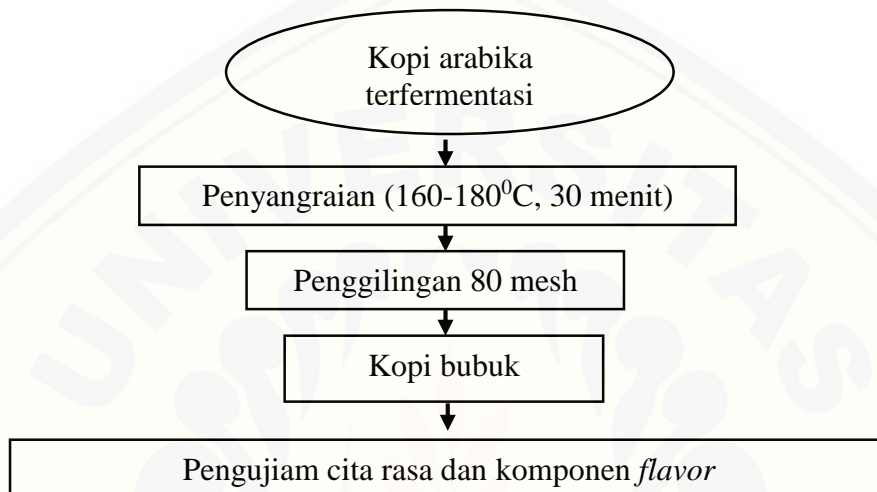 Kopi arabika
terfermentasi
Penyangraian (160-180⁰C, 30 menit)
Penggilingan 80 mesh
Kopi bubuk
Pengujiam cita rasa dan komponen flavor
UNIVERSITAS